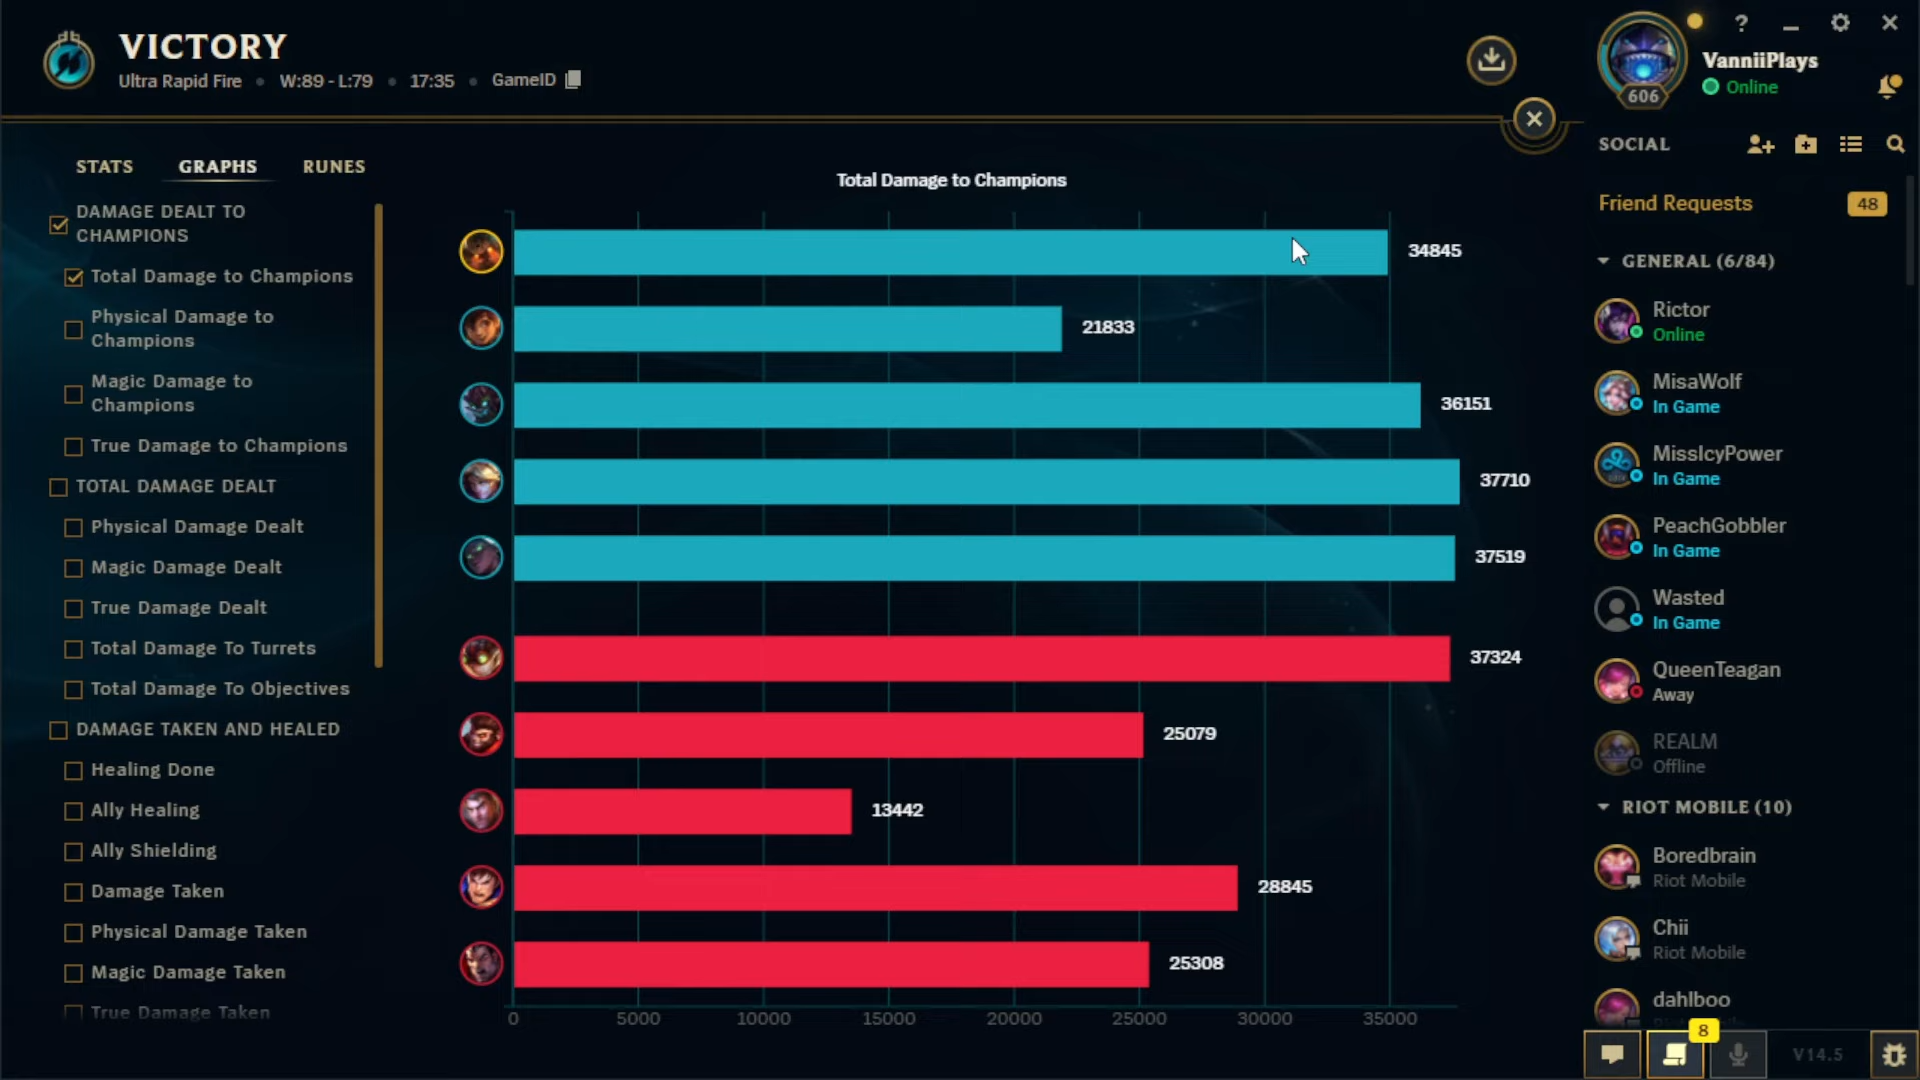 VICTORY
Ultra Rapid Fire • W:89 - L:79 • 17:35 • GameID
STATS GRAPHS RUNES
DAMAGE DEALT TO
CHAMPIONS
Total Damage to Champions
Physical Damage to
Champions
Magic Damage to
Champions
True Damage to Champions
TOTAL DAMAGE DEALT
Physical Damage Dealt
Magic Damage Dealt
True Damage Dealt
Total Damage To Turrets
Total Damage To Objectives
DAMAGE TAKEN AND HEALED
Healing Done
Ally Healing
Ally Shielding
Damage Taken
Physical Damage Taken
Magic Damage Taken
True Damage Taken
Total Damage to Champions
34845
21833
36151
37710
37519
37324
25079
13442
28845
25308
0 5000 10000 15000 20000 25000 30000 35000
606
VanniiPlays
Online
?
SOCIAL
Friend Requests 48
GENERAL (6/84)
Rictor
Online
MisaWolf
In Game
MissIcyPower
In Game
PeachGobbler
In Game
Wasted
In Game
QueenTeagan
Away
REALM
Offline
RIOT MOBILE (10)
Boredbrain
Riot Mobile
Chii
Riot Mobile
dahlboo
8
V14.5